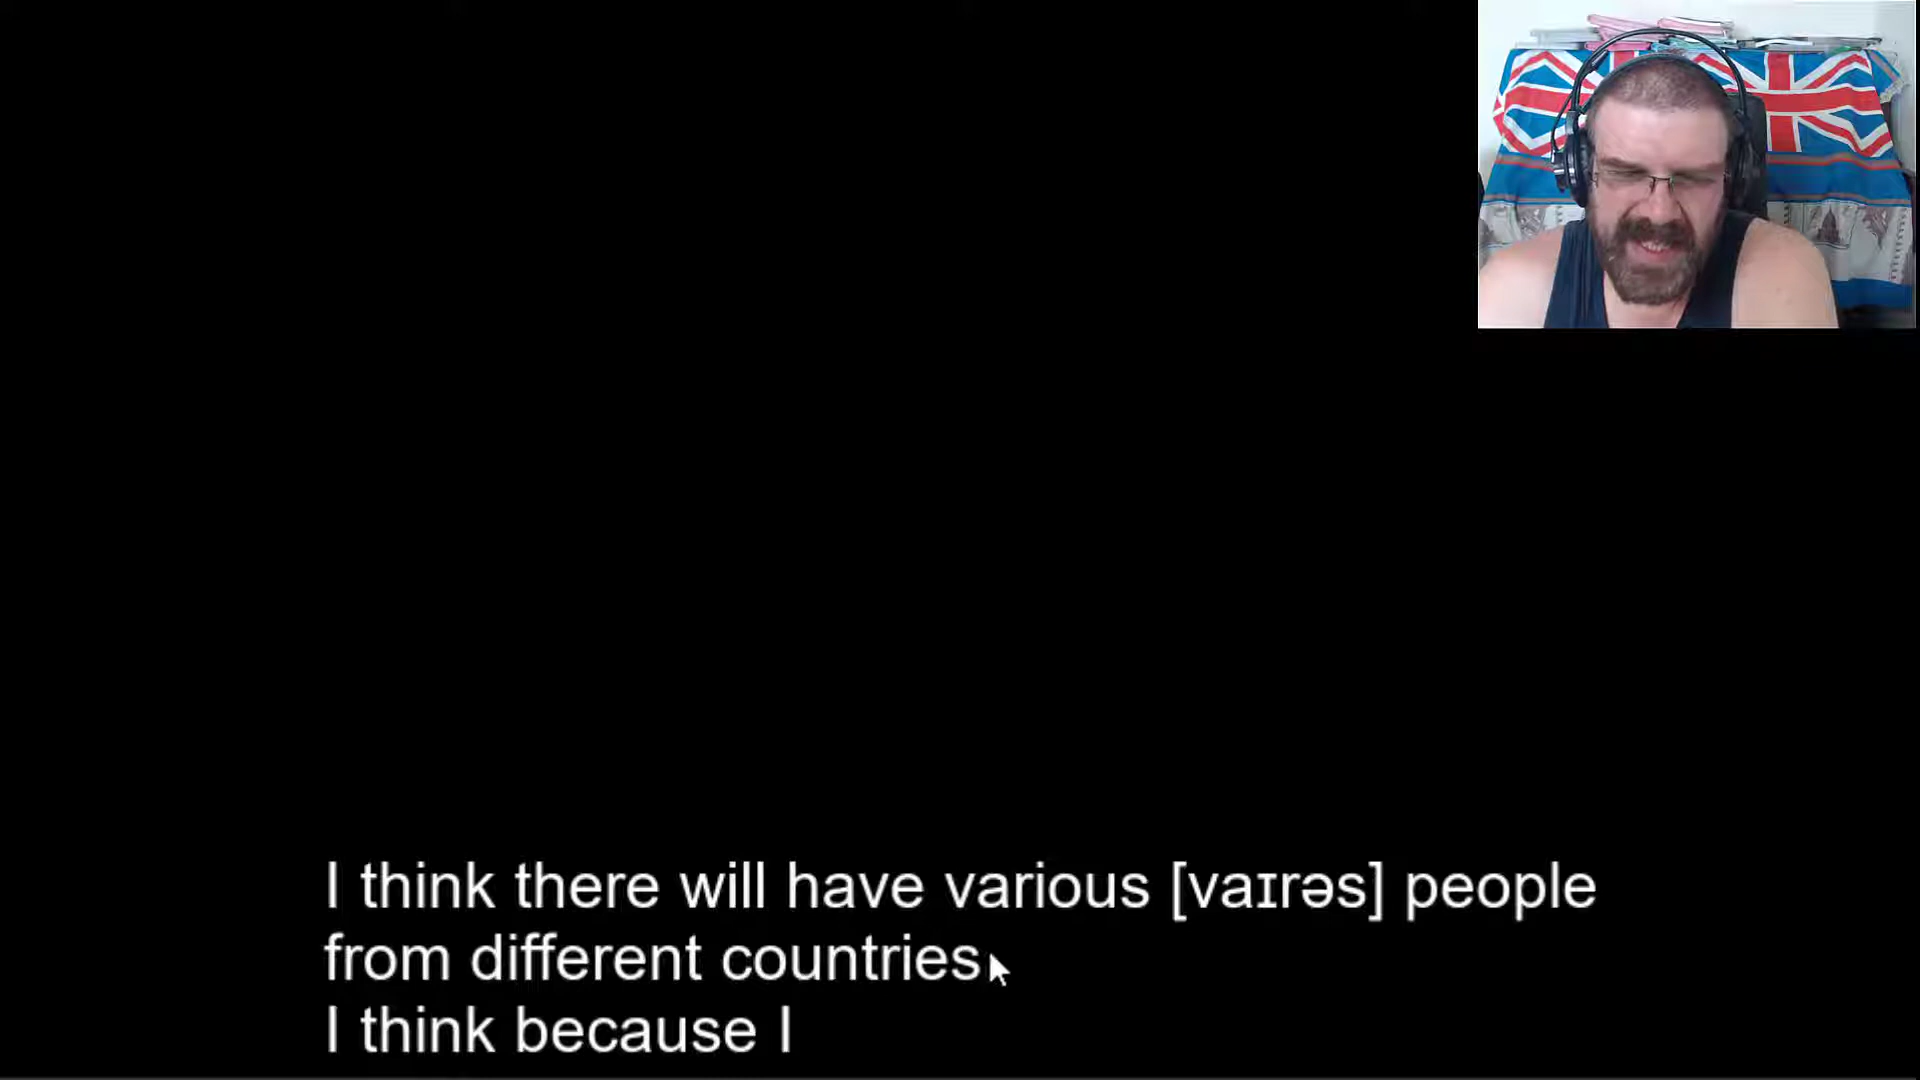 I think there will have various [vaɪrəs] people
from different countries
I think because I